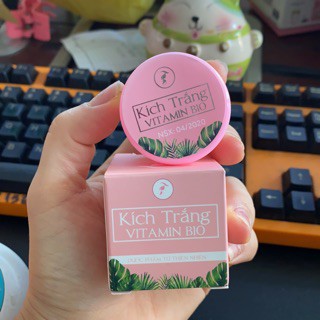 Kích Trắng
VITAMIN BIO
NSX: 04/2020
Kích Trắng
VITAMIN BIO